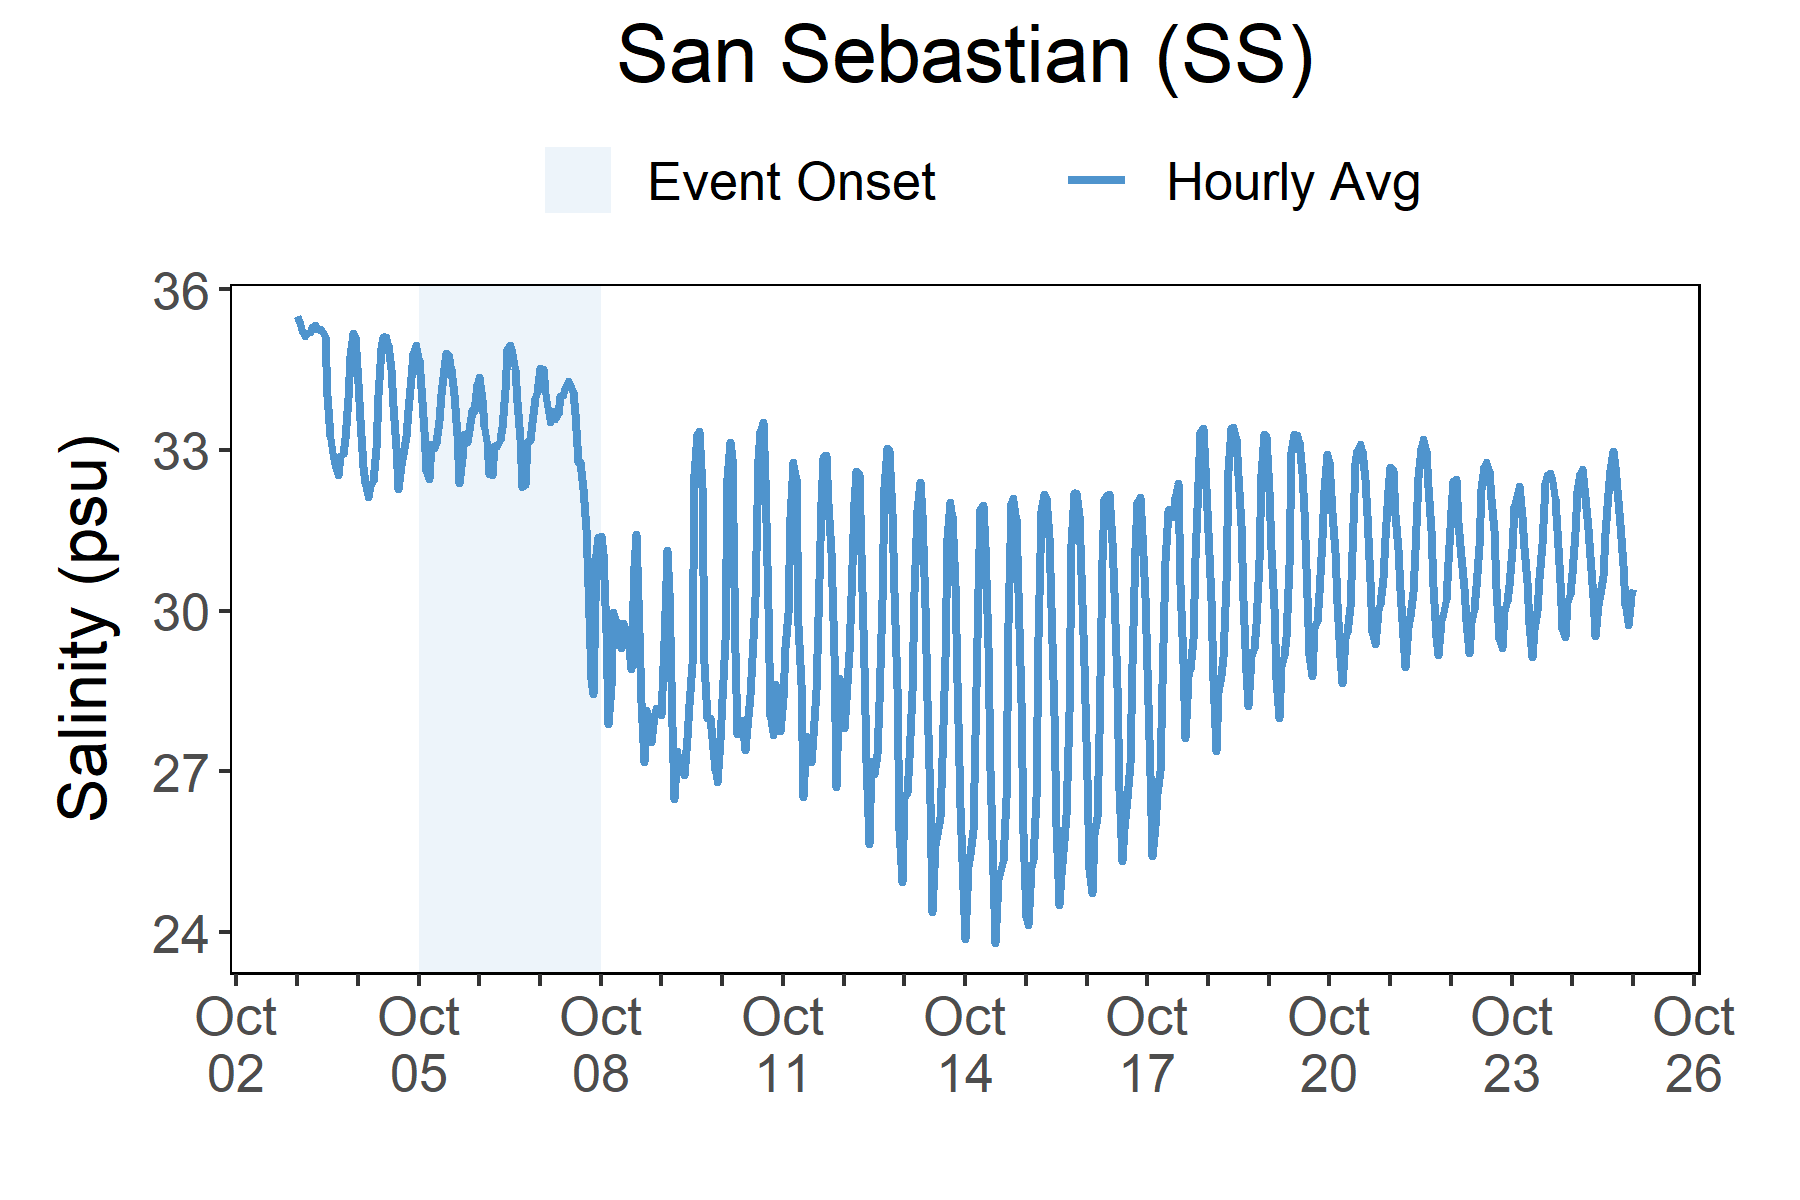 San Sebastian (SS)
Event Onset
Hourly Avg
Salinity (psu)
36
33
30
27
24
Oct 02
Oct 05
Oct 08
Oct 11
Oct 14
Oct 17
Oct 20
Oct 23
Oct 26